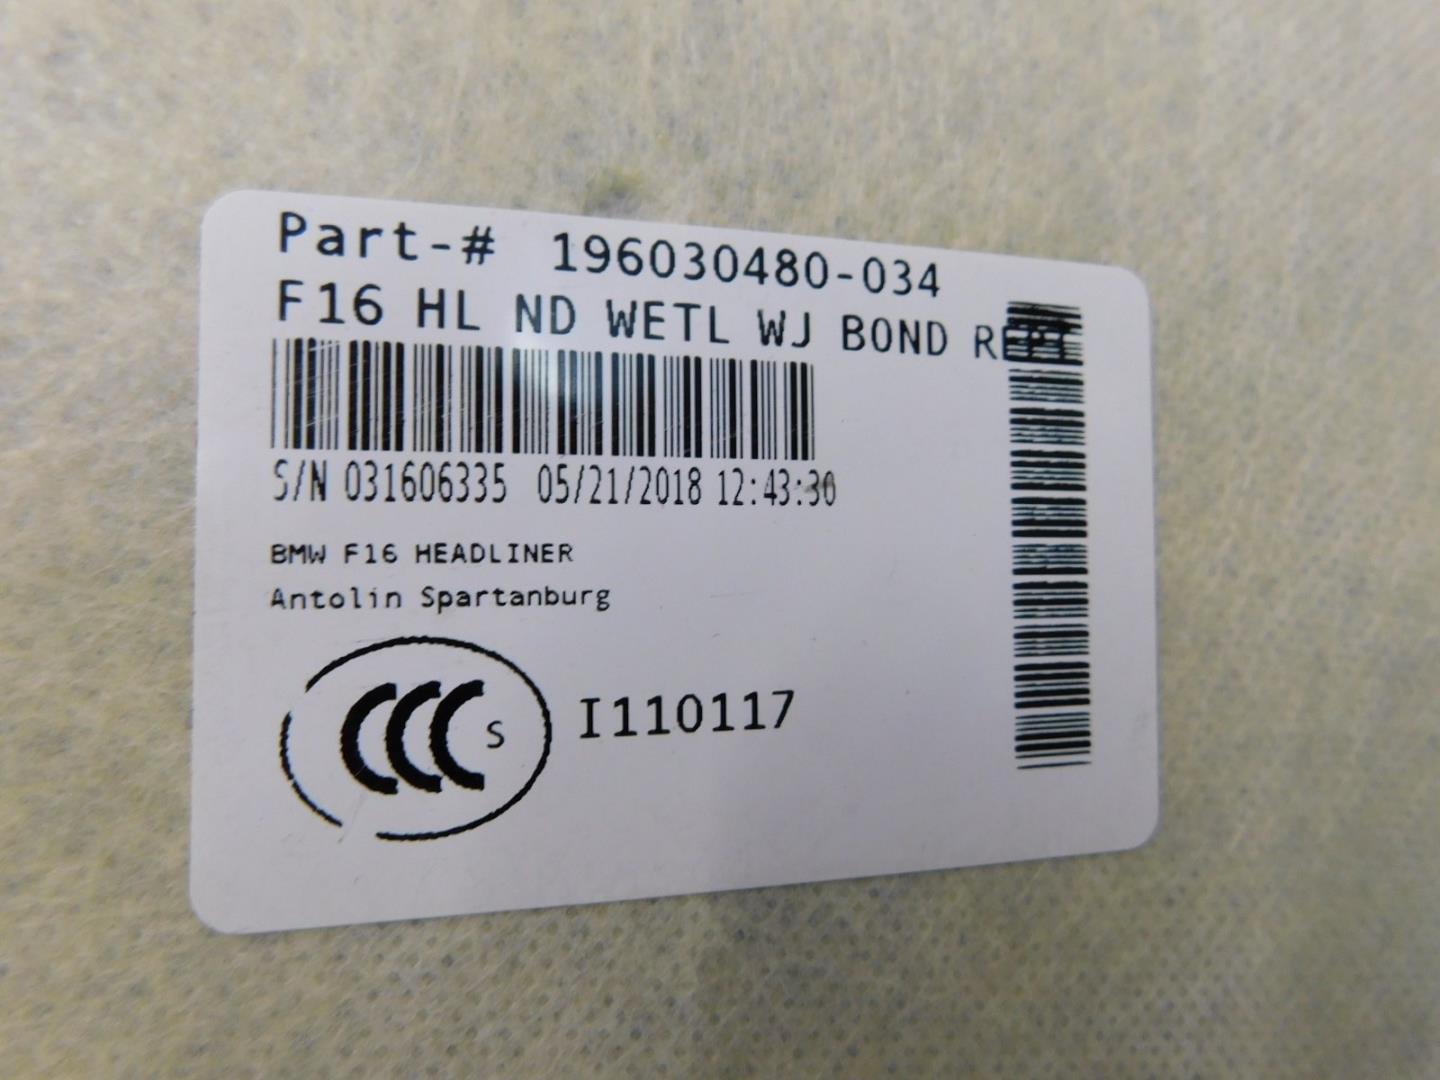 Part-# 196030480-034
F16 HL ND WETL WJ BOND
S/N 031606335 05/21/2018 12:43:30
BMW F16 HEADLINER
Antolin Spartanburg
CCC S I110117